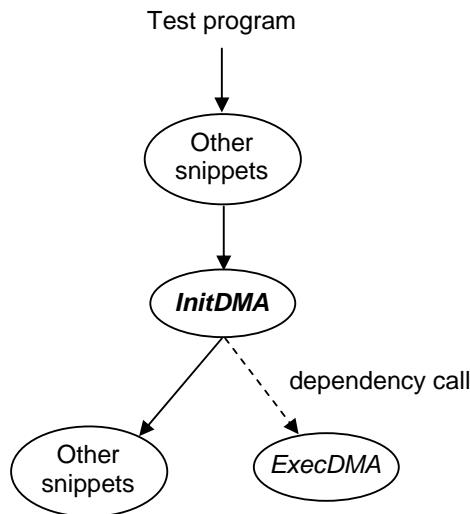 Test program
Other
snippets
InitDMA
dependency call
Other
snippets
ExecDMA